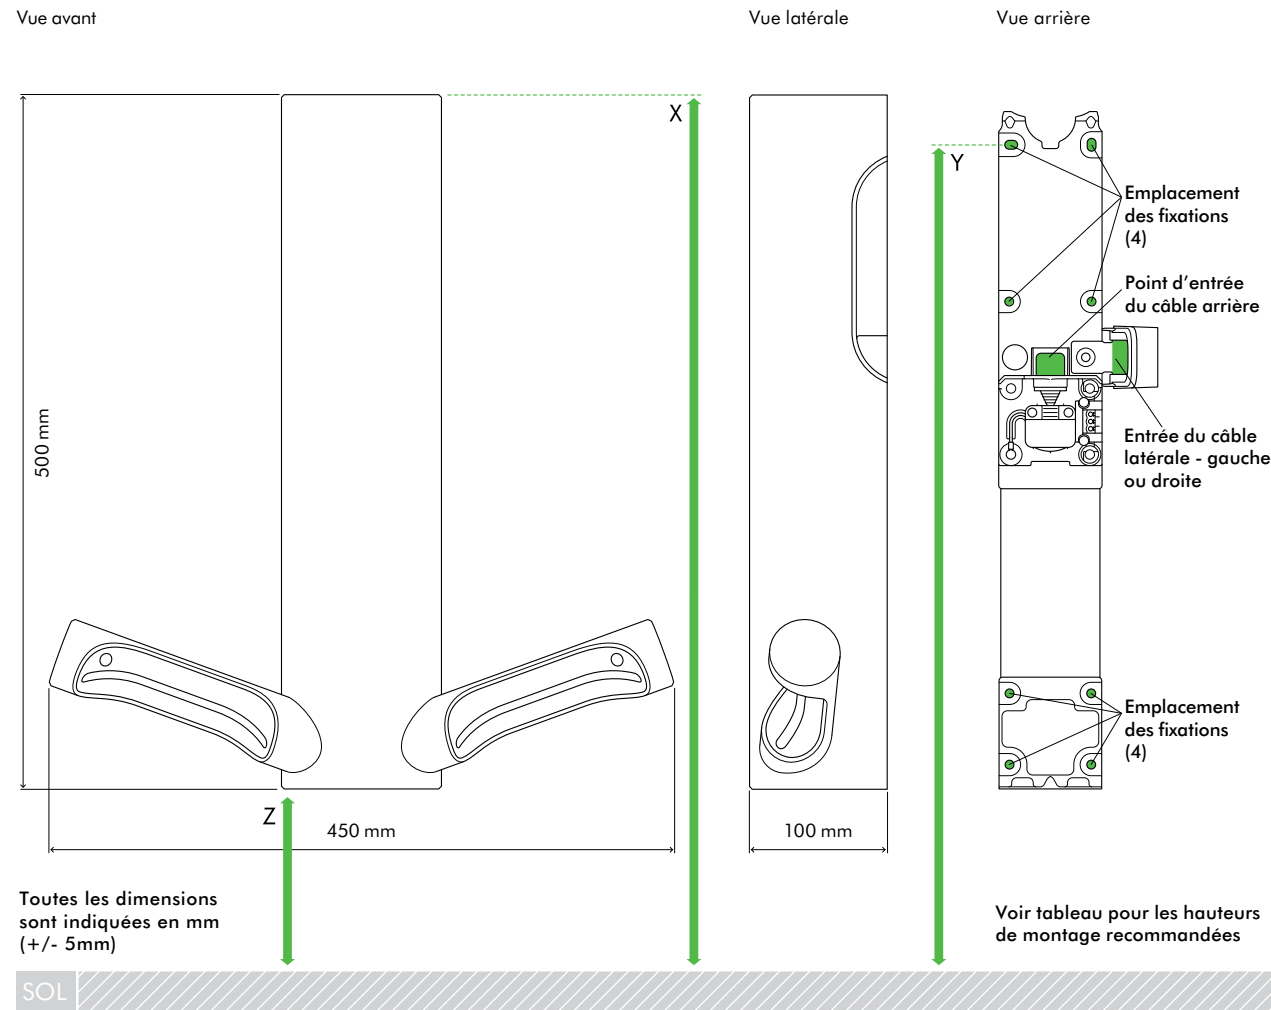 Vue avant
Vue latérale
Vue arrière
X
Y
Emplacement
des fixations
(4)
Point d’entrée
du câble arrière
500 mm
Entrée du câble
latérale - gauche
ou droite
Emplacement
des fixations
(4)
Z
450 mm
100 mm
Toutes les dimensions
sont indiquées en mm
(+/- 5mm)
Voir tableau pour les hauteurs
de montage recommandées
SOL